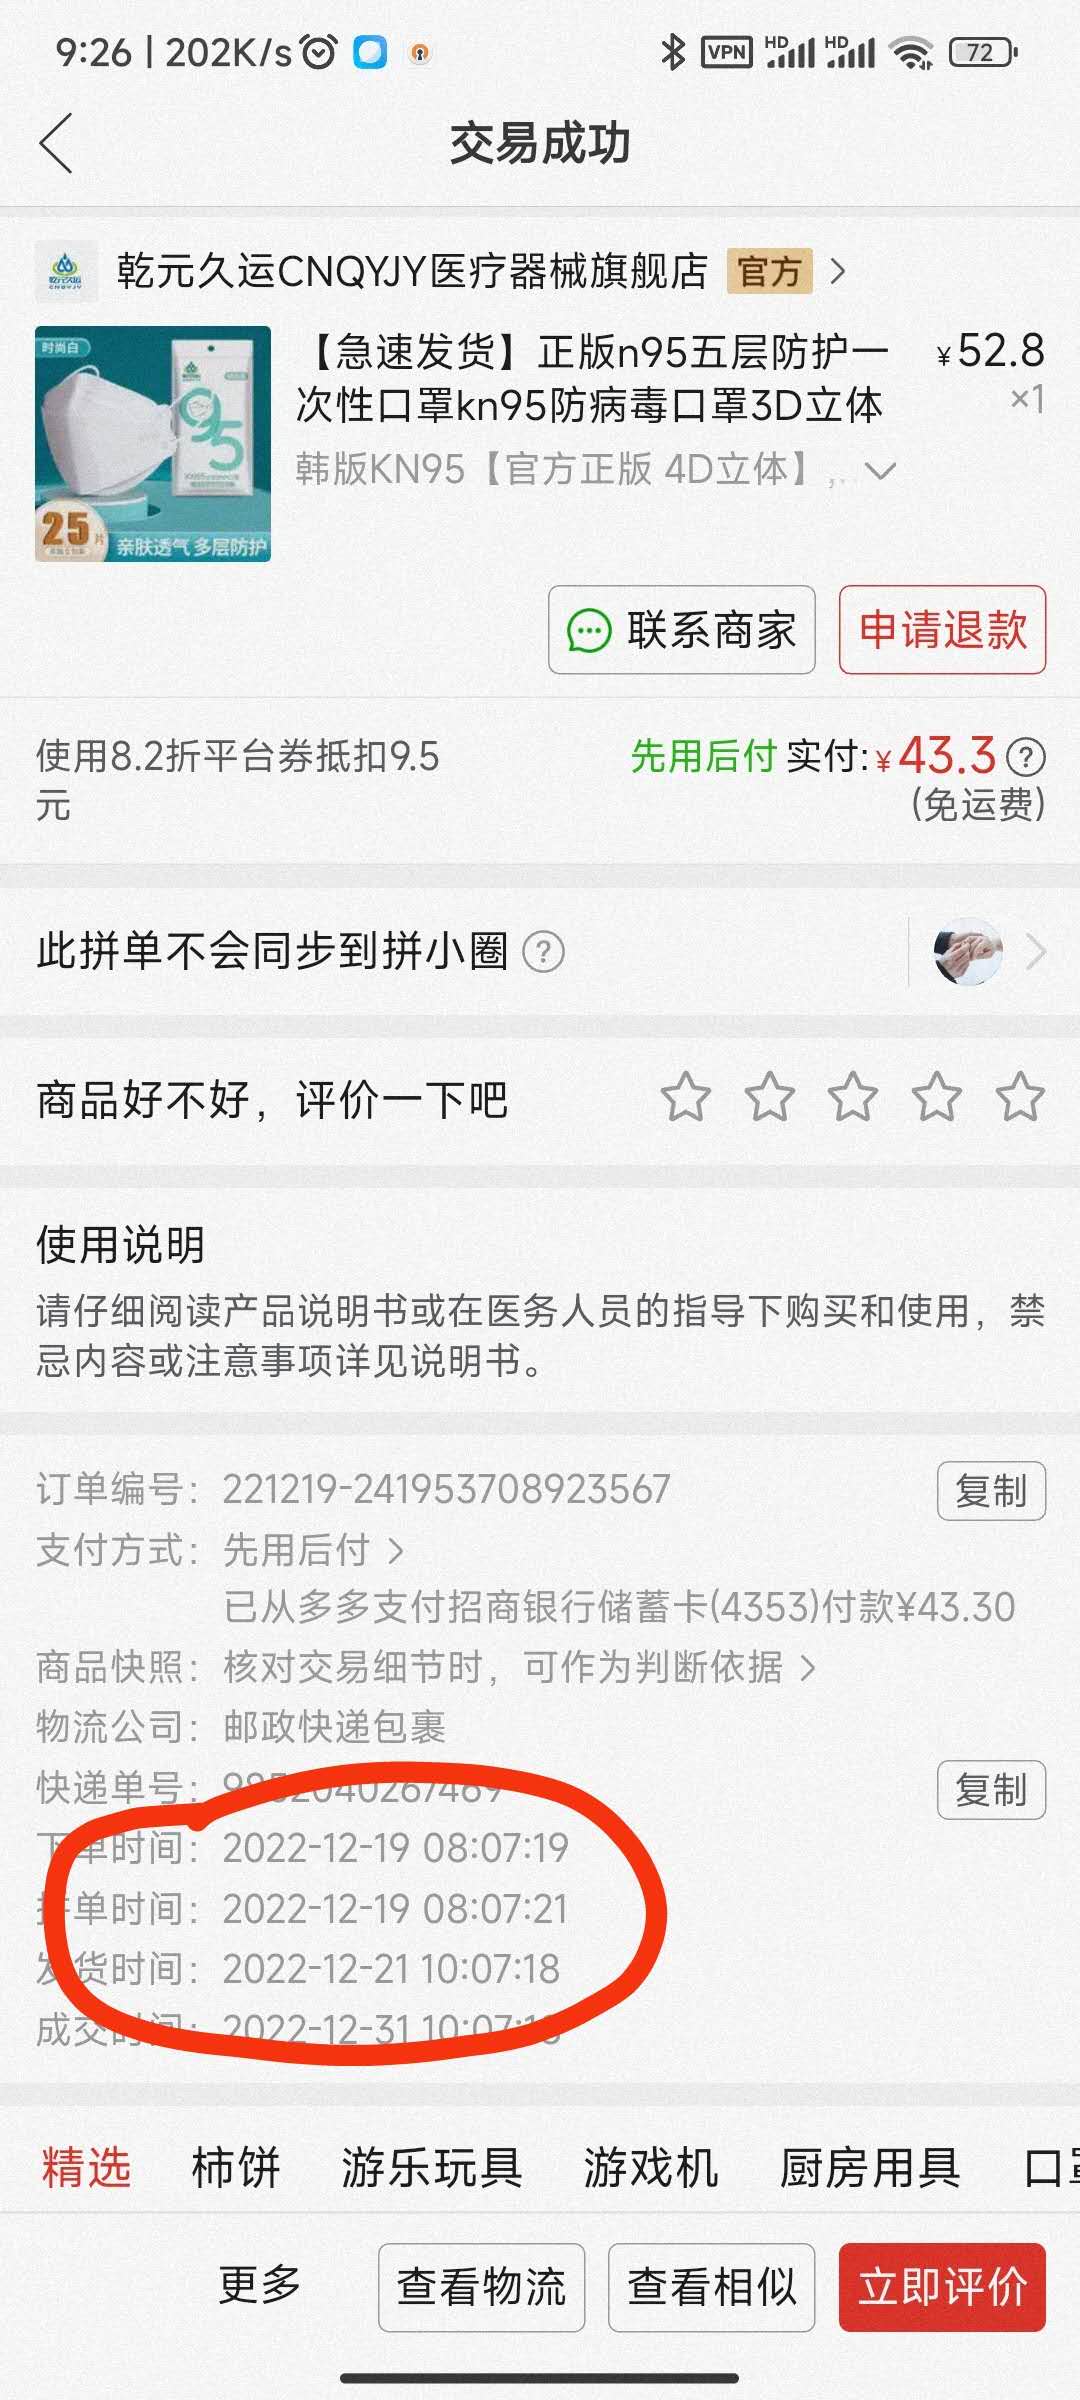 9:26 | 202K/s
VPN HD HD 72
交易成功
乾元久运CNQYJY医疗器械旗舰店 官方
时尚白
95
25片
亲肤透气 多层防护
【急速发货】正版n95五层防护一 ¥52.8
次性口罩kn95防病毒口罩3D立体 ×1
韩版KN95【官方正版 4D立体】,..
联系商家 申请退款
使用8.2折平台券抵扣9.5 先用后付 实付:¥43.3
元 (免运费)
此拼单不会同步到拼小圈
商品好不好，评价一下吧
使用说明
请仔细阅读产品说明书或在医务人员的指导下购买和使用，禁
忌内容或注意事项详见说明书。
订单编号：221219-241953708923567 复制
支付方式：先用后付
已从多多支付招商银行储蓄卡(4353)付款¥43.30
商品快照：核对交易细节时，可作为判断依据
物流公司：邮政快递包裹
快递单号： 复制
下单时间：2022-12-19 08:07:19
拼单时间：2022-12-19 08:07:21
发货时间：2022-12-21 10:07:18
成交时间：2022-12-31 10:07:18
精选 柿饼 游乐玩具 游戏机 厨房用具
更多 查看物流 查看相似 立即评价